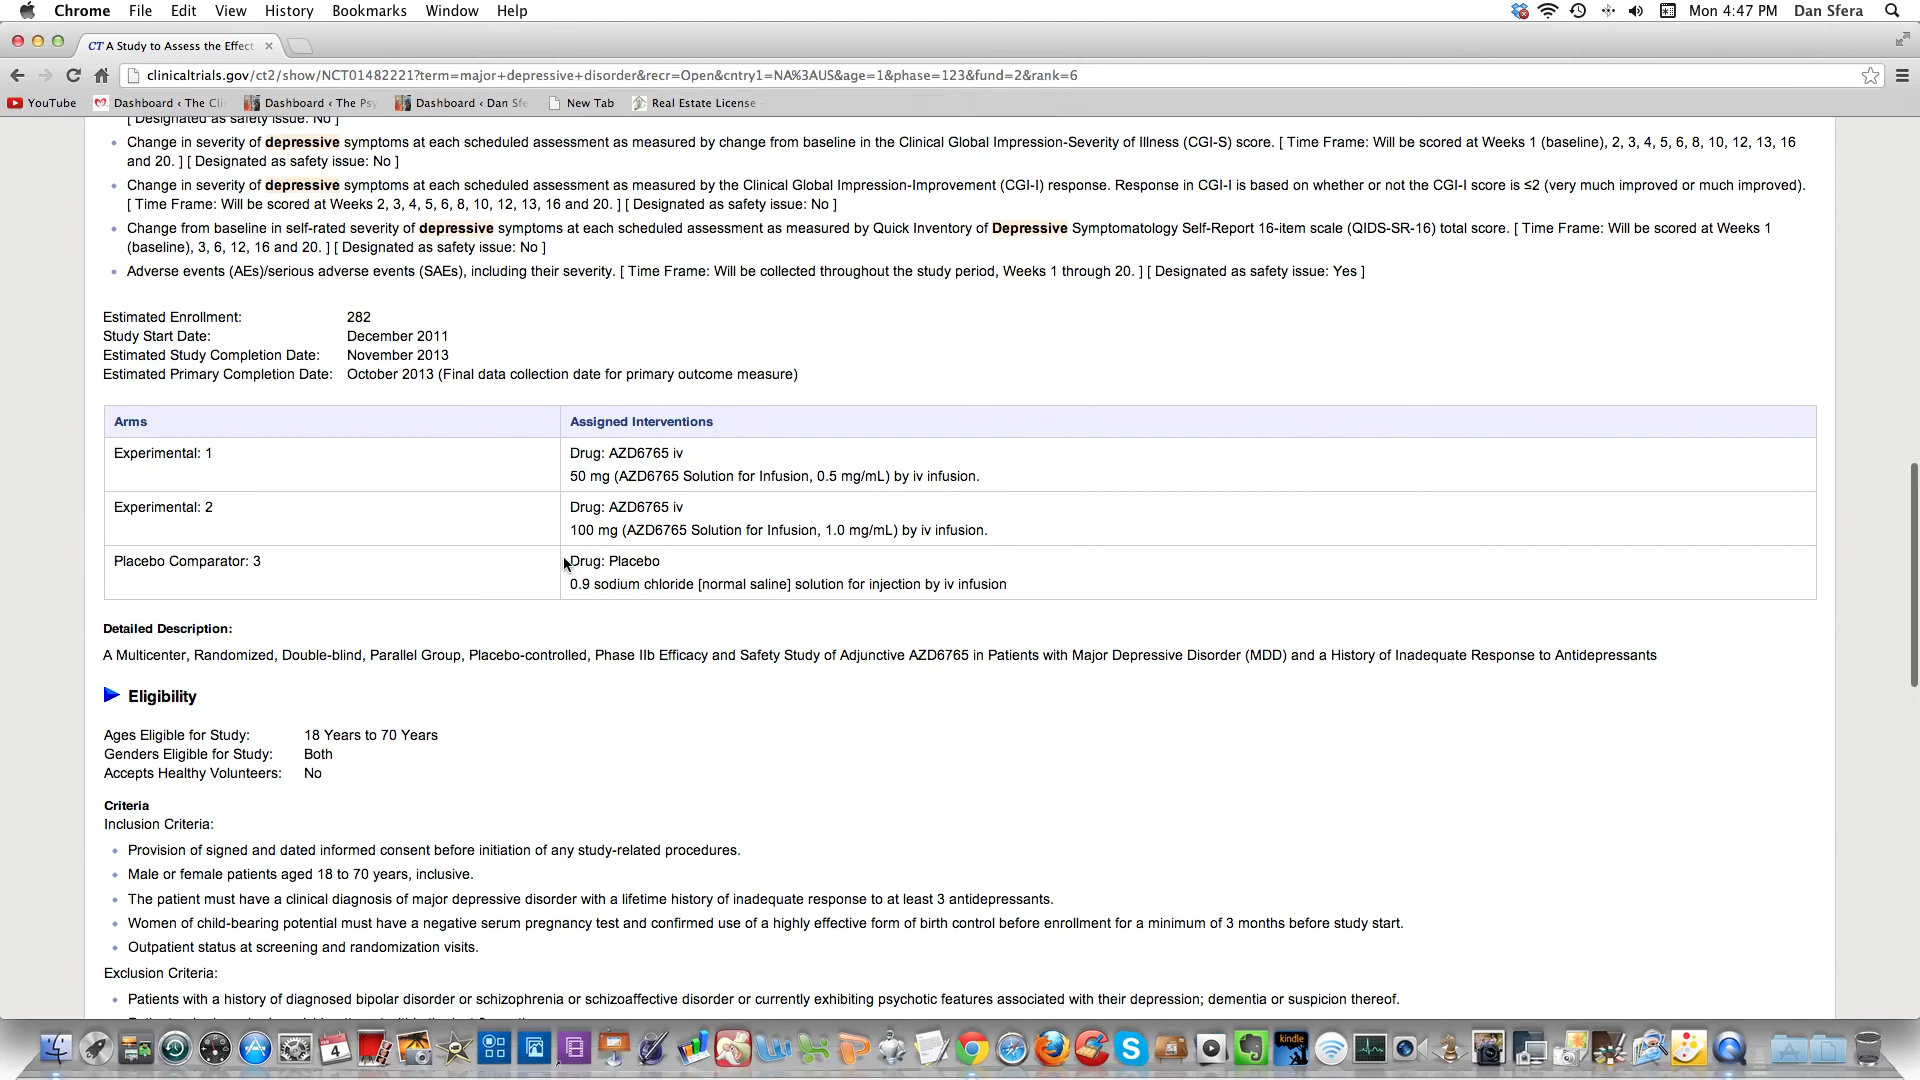 Chrome File Edit View History Bookmarks Window Help Mon 4:47 PM Dan Sfera
CT A Study to Assess the Effect
clinicaltrials.gov/ct2/show/NCT01482221?term=major+depressive+disorder&recr=Open&cntry1=NA%3AUS&age=1&phase=123&fund=2&rank=6
YouTube Dashboard ‹ The Cli Dashboard ‹ The Psy Dashboard ‹ Dan Sfe New Tab Real Estate License
[ Designated as safety issue: No ]
Change in severity of depressive symptoms at each scheduled assessment as measured by change from baseline in the Clinical Global Impression-Severity of Illness (CGI-S) score. [ Time Frame: Will be scored at Weeks 1 (baseline), 2, 3, 4, 5, 6, 8, 10, 12, 13, 16
and 20. ] [ Designated as safety issue: No ]
Change in severity of depressive symptoms at each scheduled assessment as measured by the Clinical Global Impression-Improvement (CGI-I) response. Response in CGI-I is based on whether or not the CGI-I score is ≤2 (very much improved or much improved).
[ Time Frame: Will be scored at Weeks 2, 3, 4, 5, 6, 8, 10, 12, 13, 16 and 20. ] [ Designated as safety issue: No ]
Change from baseline in self-rated severity of depressive symptoms at each scheduled assessment as measured by Quick Inventory of Depressive Symptomatology Self-Report 16-item scale (QIDS-SR-16) total score. [ Time Frame: Will be scored at Weeks 1
(baseline), 3, 6, 12, 16 and 20. ] [ Designated as safety issue: No ]
Adverse events (AEs)/serious adverse events (SAEs), including their severity. [ Time Frame: Will be collected throughout the study period, Weeks 1 through 20. ] [ Designated as safety issue: Yes ]
Estimated Enrollment: 282
Study Start Date: December 2011
Estimated Study Completion Date: November 2013
Estimated Primary Completion Date: October 2013 (Final data collection date for primary outcome measure)
Arms Assigned Interventions
Experimental: 1 Drug: AZD6765 iv
50 mg (AZD6765 Solution for Infusion, 0.5 mg/mL) by iv infusion.
Experimental: 2 Drug: AZD6765 iv
100 mg (AZD6765 Solution for Infusion, 1.0 mg/mL) by iv infusion.
Placebo Comparator: 3 Drug: Placebo
0.9 sodium chloride [normal saline] solution for injection by iv infusion
Detailed Description:
A Multicenter, Randomized, Double-blind, Parallel Group, Placebo-controlled, Phase IIb Efficacy and Safety Study of Adjunctive AZD6765 in Patients with Major Depressive Disorder (MDD) and a History of Inadequate Response to Antidepressants
Eligibility
Ages Eligible for Study: 18 Years to 70 Years
Genders Eligible for Study: Both
Accepts Healthy Volunteers: No
Criteria
Inclusion Criteria:
Provision of signed and dated informed consent before initiation of any study-related procedures.
Male or female patients aged 18 to 70 years, inclusive.
The patient must have a clinical diagnosis of major depressive disorder with a lifetime history of inadequate response to at least 3 antidepressants.
Women of child-bearing potential must have a negative serum pregnancy test and confirmed use of a highly effective form of birth control before enrollment for a minimum of 3 months before study start.
Outpatient status at screening and randomization visits.
Exclusion Criteria:
Patients with a history of diagnosed bipolar disorder or schizophrenia or schizoaffective disorder or currently exhibiting psychotic features associated with their depression; dementia or suspicion thereof.
4
kindle